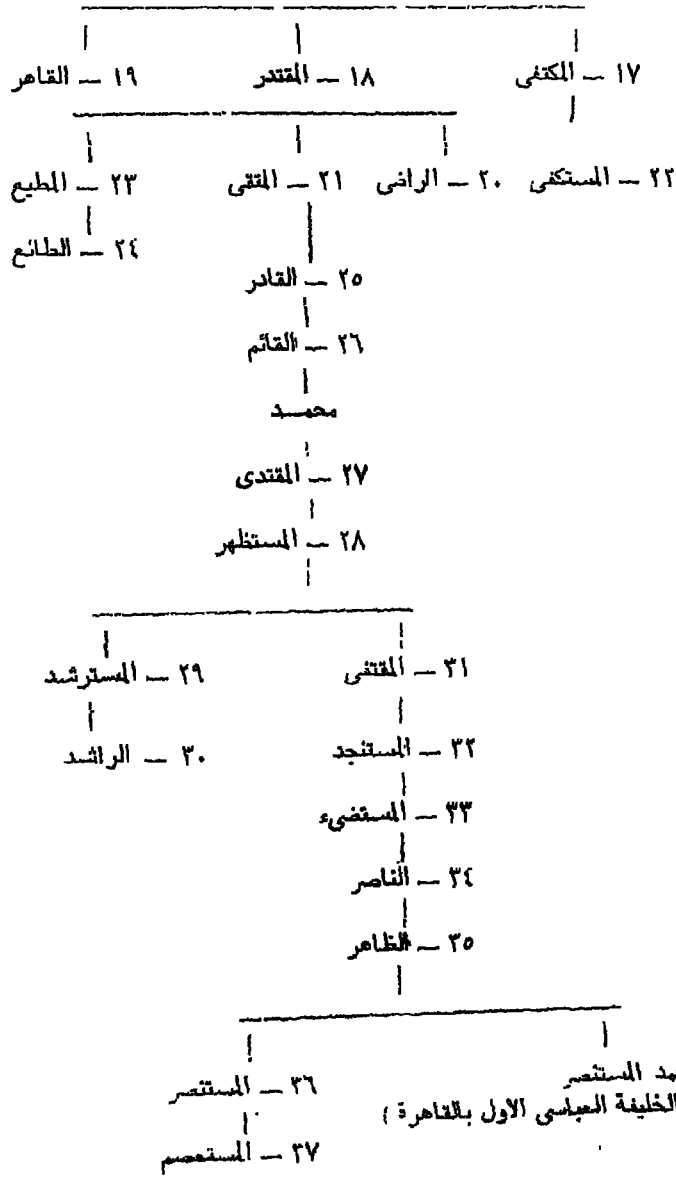 ١٧ — المكتفى ١٨ — المقتدر ١٩ — القاهر
٢٢ — المستكفى ٢٠ — الراضى ٢١ — المتقى ٢٣ — المطيع
٢٤ — الطائع
٢٥ — القادر
٢٦ — القائم
محمد
٢٧ — المقتدى
٢٨ — المستظهر
٣١ — المقتفى ٢٩ — المسترشد
٣٢ — المستنجد ٣٠ — الراشد
٣٣ — المستضىء
٣٤ — الناصر
٣٥ — الظاهر
المستنصر ٣٦ — المستنصر
الخليفة العباسى الاول بالقاهرة )
٣٧ — المستعصم